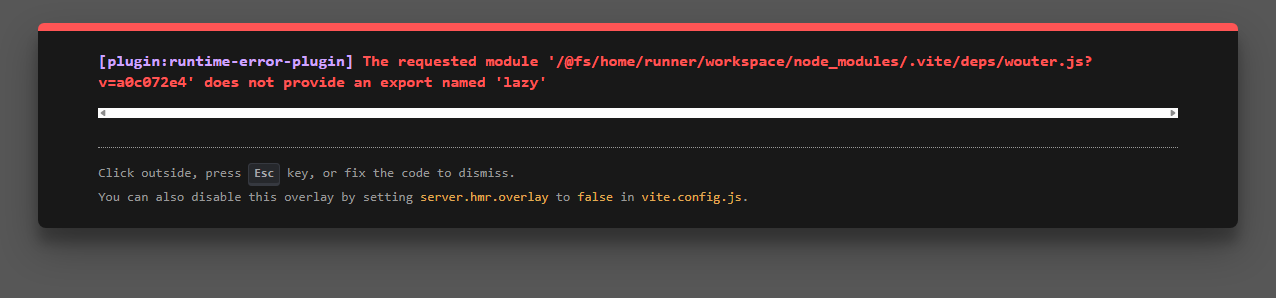 [plugin:runtime-error-plugin] The requested module '/@fs/home/runner/workspace/node_modules/.vite/deps/wouter.js?
v=a0c072e4' does not provide an export named 'lazy'
Click outside, press Esc key, or fix the code to dismiss.
You can also disable this overlay by setting server.hmr.overlay to false in vite.config.js.